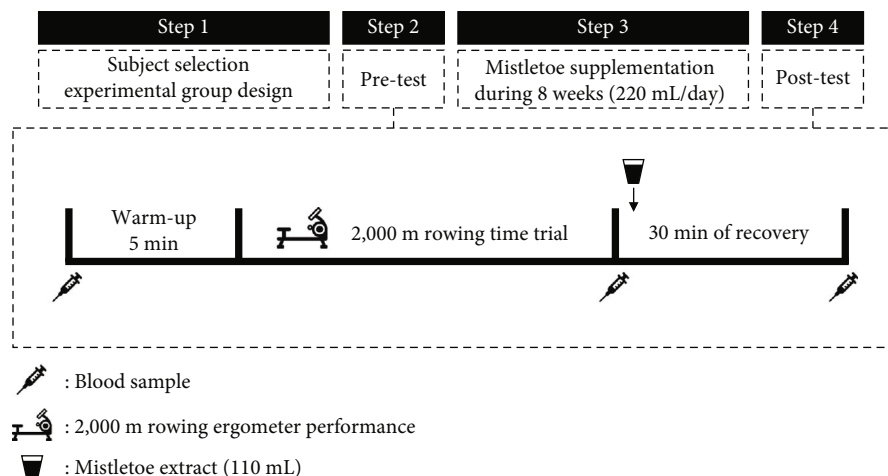 Step 1
Step 2
Step 3
Step 4
Subject selection
experimental group design
Pre-test
Mistletoe supplementation
during 8 weeks (220 mL/day)
Post-test
Warm-up
5 min
2,000 m rowing time trial
30 min of recovery
: Blood sample
: 2,000 m rowing ergometer performance
: Mistletoe extract (110 mL)